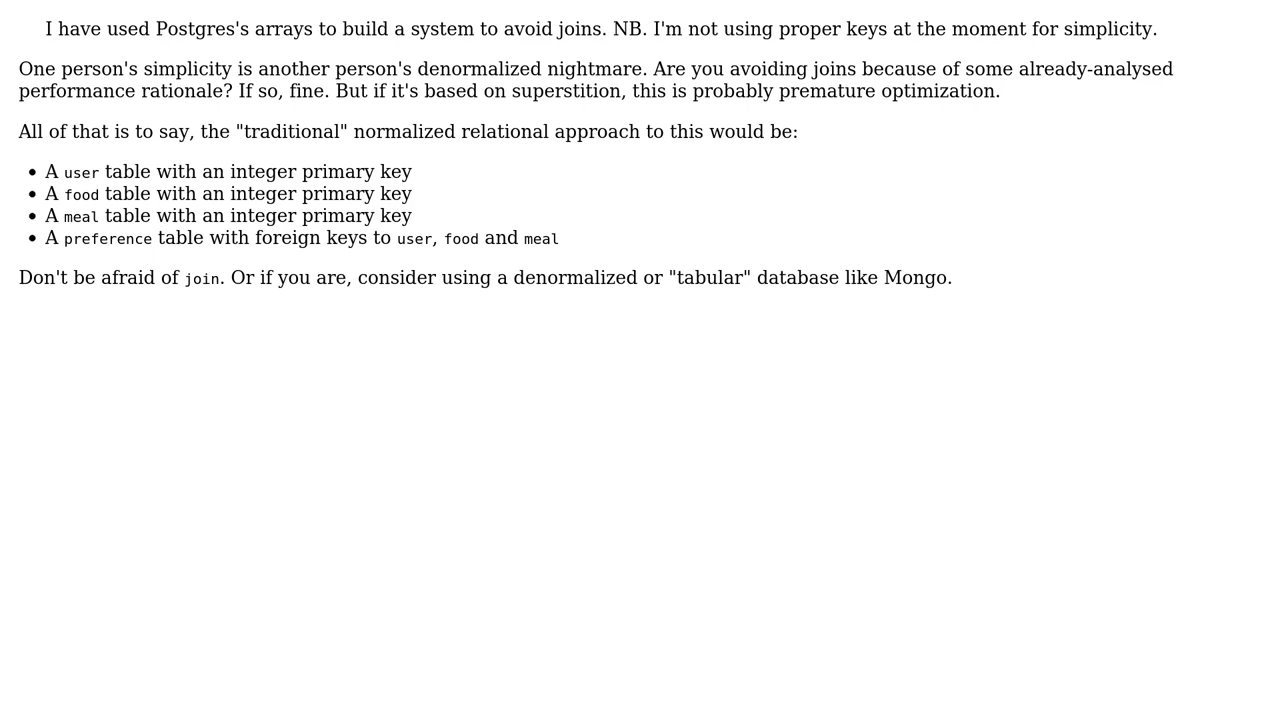 I have used Postgres's arrays to build a system to avoid joins. NB. I'm not using proper keys at the moment for simplicity.
One person's simplicity is another person's denormalized nightmare. Are you avoiding joins because of some already-analysed
performance rationale? If so, fine. But if it's based on superstition, this is probably premature optimization.
All of that is to say, the "traditional" normalized relational approach to this would be:
• A user table with an integer primary key
• A food table with an integer primary key
• A meal table with an integer primary key
• A preference table with foreign keys to user, food and meal
Don't be afraid of join. Or if you are, consider using a denormalized or "tabular" database like Mongo.